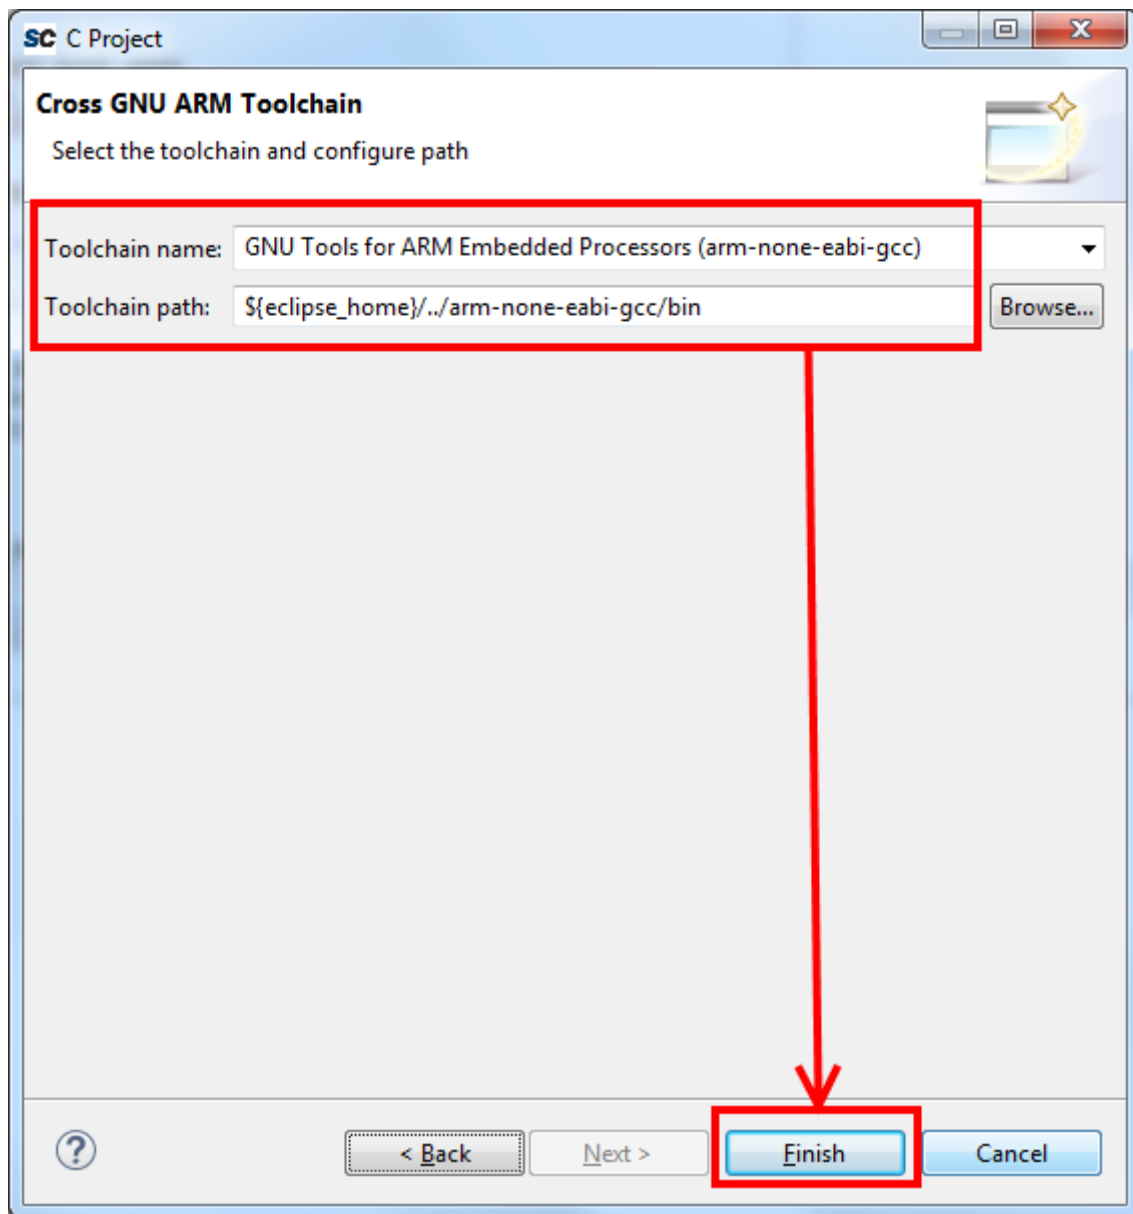 SC C Project
X
Cross GNU ARM Toolchain
Select the toolchain and configure path
Toolchain name: GNU Tools for ARM Embedded Processors (arm-none-eabi-gcc)
Toolchain path: ${eclipse_home}/../arm-none-eabi-gcc/bin Browse...
? < Back Next > Finish Cancel